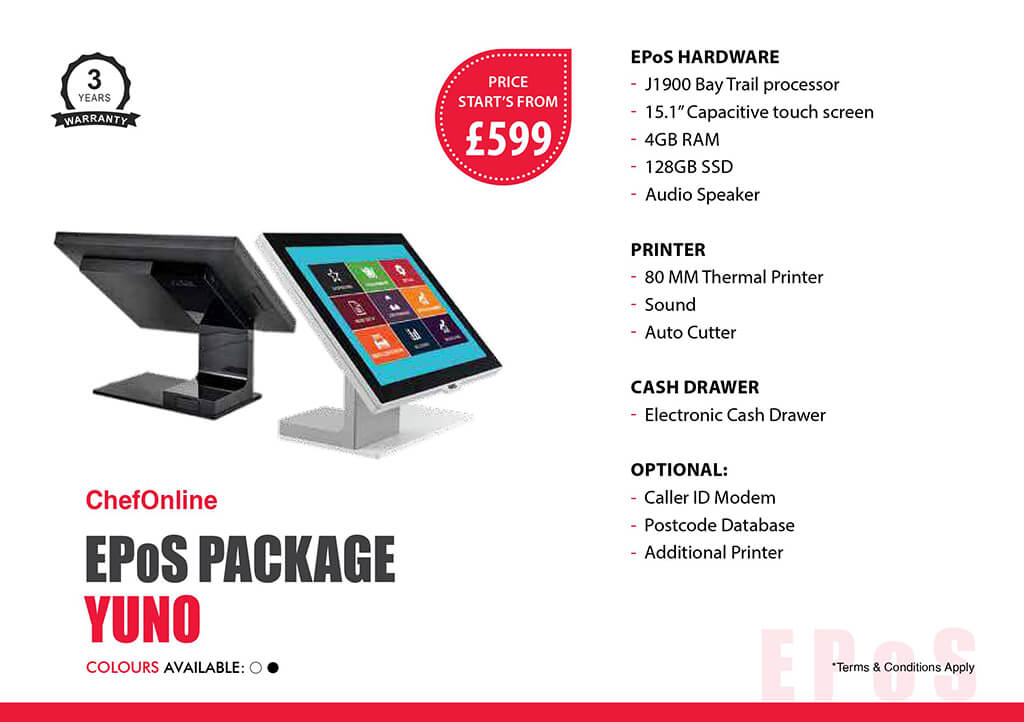 3
YEARS
WARRANTY
PRICE
START'S FROM
£599
EPoS HARDWARE
- J1900 Bay Trail processor
- 15.1” Capacitive touch screen
- 4GB RAM
- 128GB SSD
- Audio Speaker
PRINTER
- 80 MM Thermal Printer
- Sound
- Auto Cutter
CASH DRAWER
- Electronic Cash Drawer
OPTIONAL:
- Caller ID Modem
- Postcode Database
- Additional Printer
ChefOnline
EPoS PACKAGE
YUNO
COLOURS AVAILABLE:
EPoS
*Terms & Conditions Apply